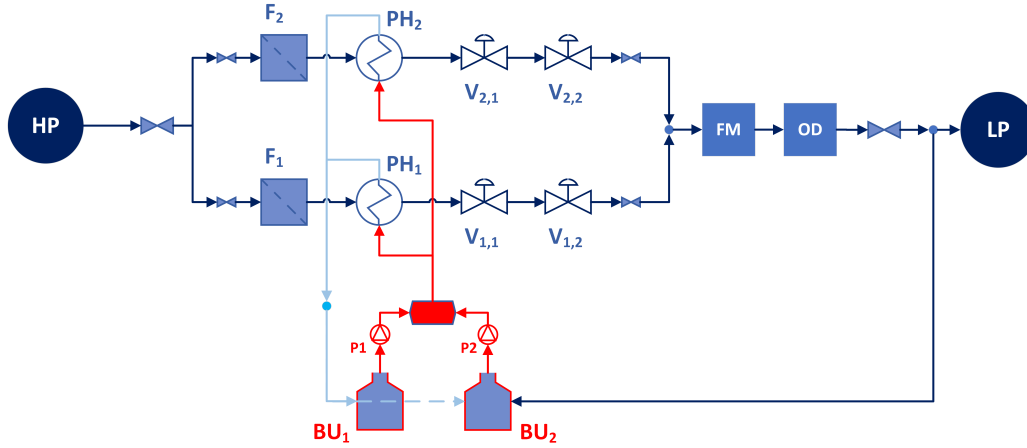 F2
PH2
V2,1
V2,2
HP
FM
OD
LP
F1
PH1
V1,1
V1,2
P1
P2
BU1
BU2